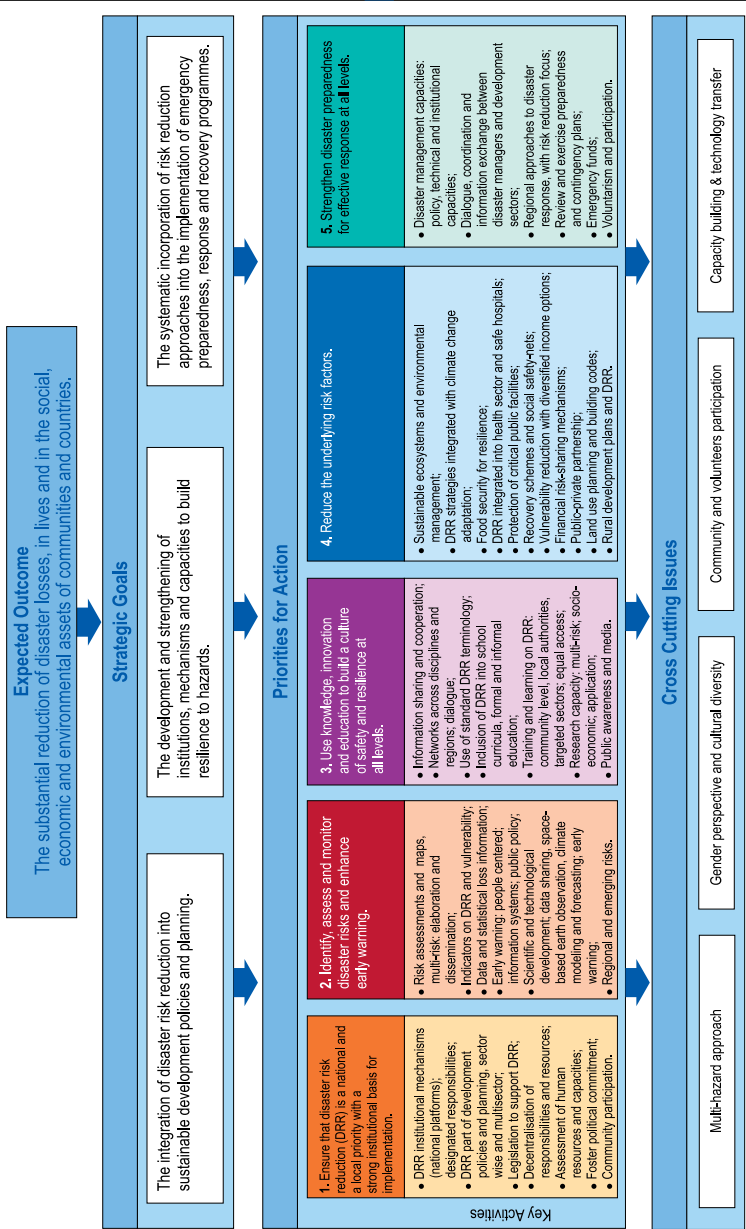 Expected Outcome
The substantial reduction of disaster losses, in lives and in the social,
economic and environmental assets of communities and countries.
Strategic Goals
The integration of disaster risk reduction into
sustainable development policies and planning.
The development and strengthening of
institutions, mechanisms and capacities to build
resilience to hazards.
The systematic incorporation of risk reduction
approaches into the implementation of emergency
preparedness, response and recovery programmes.
Priorities for Action
1. Ensure that disaster risk
reduction (DRR) is a national and
a local priority with a
strong institutional basis for
implementation.
2. Identify, assess and monitor
disaster risks and enhance
early warning.
3. Use knowledge, innovation
and education to build a culture
of safety and resilience at
all levels.
4. Reduce the underlying risk factors.
5. Strengthen disaster preparedness
for effective response at all levels.
Key Activities
• DRR institutional mechanisms
(national platforms);
designated responsibilities;
• DRR part of development
policies and planning, sector
wise and multisector;
• Legislation to support DRR;
• Decentralisation of
responsibilities and resources;
• Assessment of human
resources and capacities;
• Foster political commitment;
• Community participation.
• Risk assessments and maps,
multi-risk: elaboration and
dissemination;
• Indicators on DRR and vulnerability;
• Data and statistical loss information;
• Early warning: people centered;
information systems; public policy;
• Scientific and technological
development; data sharing, space-
based earth observation, climate
modeling and forecasting; early
warning;
• Regional and emerging risks.
• Information sharing and cooperation;
• Networks across disciplines and
regions; dialogue;
• Use of standard DRR terminology;
• Inclusion of DRR into school
curricula, formal and informal
education;
• Training and learning on DRR:
community level, local authorities,
targeted sectors; equal access;
• Research capacity: multi-risk; socio-
economic; application;
• Public awareness and media.
• Sustainable ecosystems and environmental
management;
• DRR strategies integrated with climate change
adaptation;
• Food security for resilience;
• DRR integrated into health sector and safe hospitals;
• Protection of critical public facilities;
• Recovery schemes and social safety-nets;
• Vulnerability reduction with diversified income options;
• Financial risk-sharing mechanisms;
• Public-private partnership;
• Land use planning and building codes;
• Rural development plans and DRR.
• Disaster management capacities:
policy, technical and institutional
capacities;
• Dialogue, coordination and
information exchange between
disaster managers and development
sectors;
• Regional approaches to disaster
response, with risk reduction focus;
• Review and exercise preparedness
and contingency plans;
• Emergency funds;
• Voluntarism and participation.
Cross Cutting Issues
Multi-hazard approach
Gender perspective and cultural diversity
Community and volunteers participation
Capacity building & technology transfer